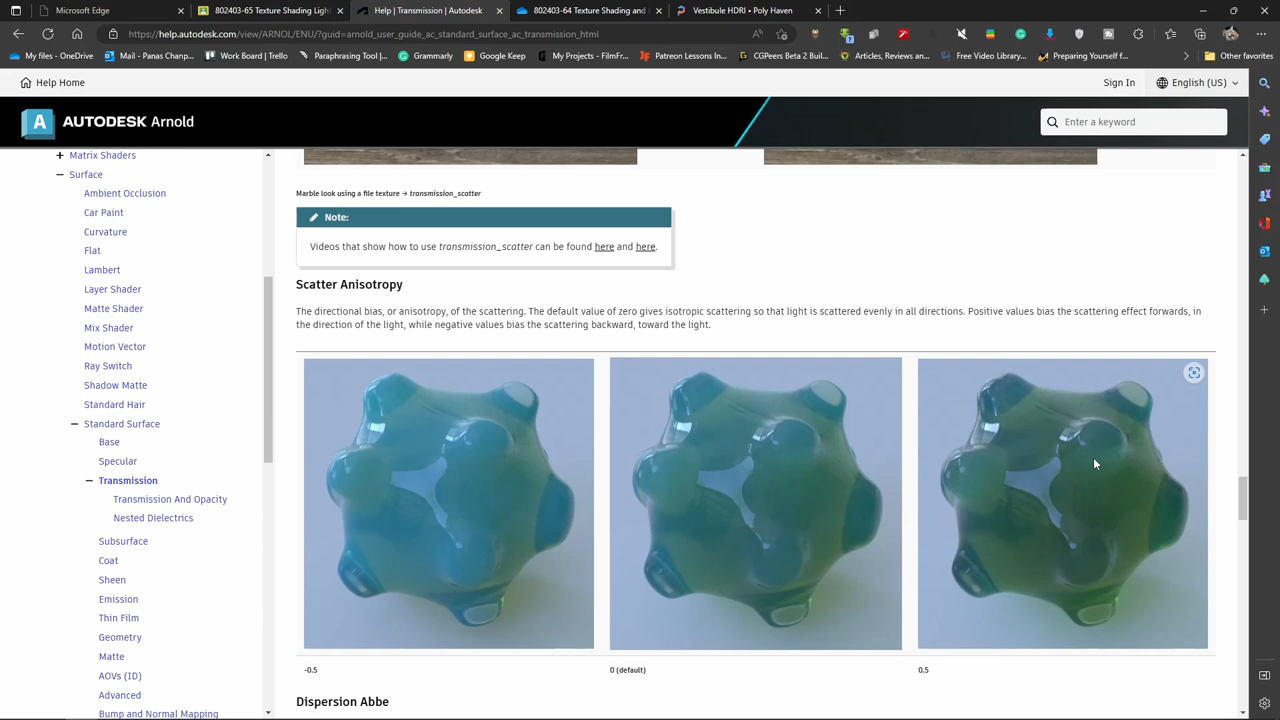 Microsoft Edge
802403-65 Texture Shading Ligh
Help | Transmission | Autodesk
802403-64 Texture Shading and
Vestibule HDRI • Poly Haven
https://help.autodesk.com/view/ARNOL/ENU/?guid=arnold_user_guide_ac_standard_surface_ac_transmission_html
My files - OneDrive
Mail - Panas Chanp...
Work Board | Trello
Paraphrasing Tool |...
Grammarly
Google Keep
My Projects - FilmFr...
Patreon Lessons Fro...
CGPeers Beta 2 Buil...
Articles, Reviews an...
Free Video Library...
Preparing Yourself f...
Other favorites
Help Home
Sign In
English (US)
AUTODESK Arnold
Enter a keyword
Matrix Shaders
Surface
Ambient Occlusion
Car Paint
Curvature
Flat
Lambert
Layer Shader
Matte Shader
Mix Shader
Motion Vector
Ray Switch
Shadow Matte
Standard Hair
Standard Surface
Base
Specular
Transmission
Transmission And Opacity
Nested Dielectrics
Subsurface
Coat
Sheen
Emission
Thin Film
Geometry
Matte
AOVs (ID)
Advanced
Bump and Normal Mapping
Marble look using a file texture → transmission_scatter
Note:
Videos that show how to use transmission_scatter can be found here and here.
Scatter Anisotropy
The directional bias, or anisotropy, of the scattering. The default value of zero gives isotropic scattering so that light is scattered evenly in all directions. Positive values bias the scattering effect forwards, in
the direction of the light, while negative values bias the scattering backward, toward the light.
-0.5
0 (default)
0.5
Dispersion Abbe